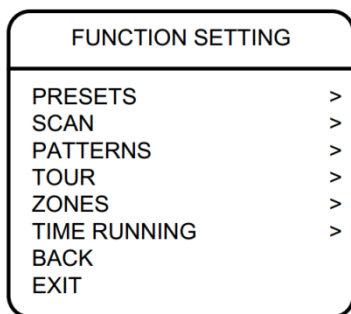 FUNCTION SETTING
PRESETS >
SCAN >
PATTERNS >
TOUR >
ZONES >
TIME RUNNING >
BACK
EXIT